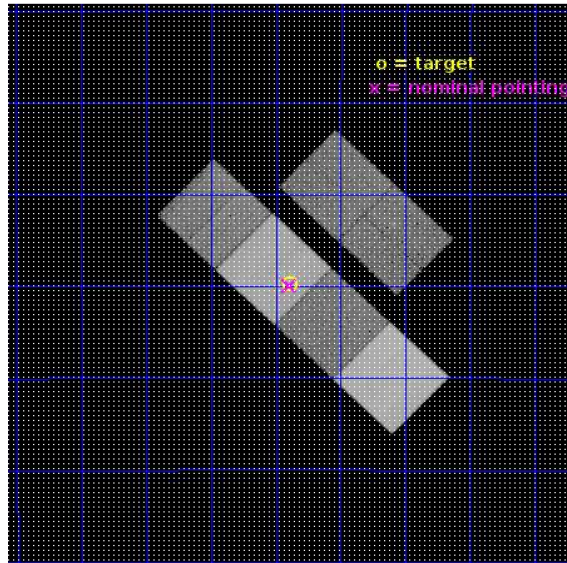 o = target
x = nominal pointing